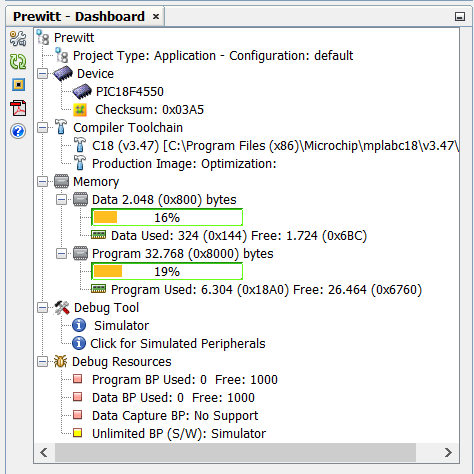 Prewitt - Dashboard ×
Prewitt
Project Type: Application - Configuration: default
Device
PIC18F4550
Checksum: 0x03A5
Compiler Toolchain
C18 (v3.47) [C:\Program Files (x86)\Microchip\mplabc18\v3.47\
Production Image: Optimization:
Memory
Data 2.048 (0x800) bytes
16%
Data Used: 324 (0x144) Free: 1.724 (0x6BC)
Program 32.768 (0x8000) bytes
19%
Program Used: 6.304 (0x18A0) Free: 26.464 (0x6760)
Debug Tool
Simulator
Click for Simulated Peripherals
Debug Resources
Program BP Used: 0 Free: 1000
Data BP Used: 0 Free: 1000
Data Capture BP: No Support
Unlimited BP (S/W): Simulator